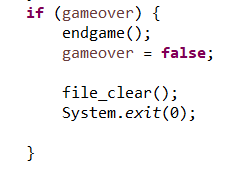 if (gameover) {
    endgame();
    gameover = false;

    file_clear();
    System.exit(0);

}